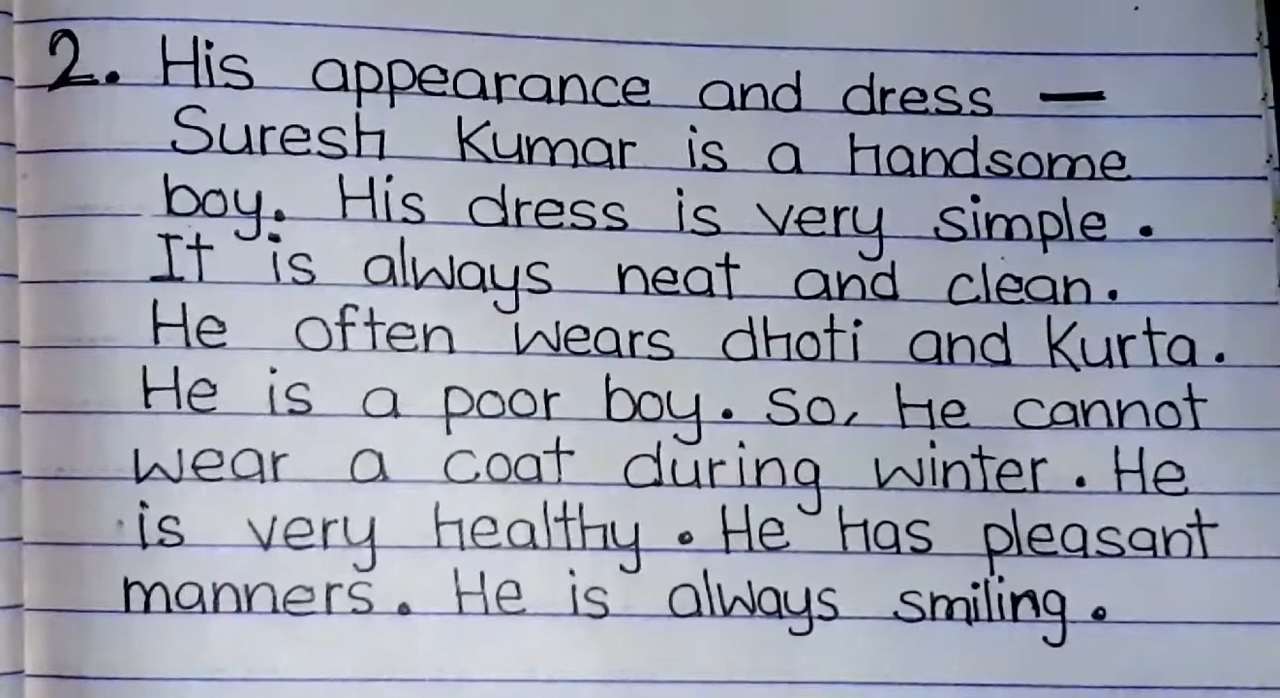 2. His appearance and dress —
Suresh Kumar is a handsome
boy. His dress is very simple.
It is always neat and clean.
He often wears dhoti and Kurta.
He is a poor boy. So, He cannot
wear a coat during winter. He
is very healthy. He has pleasant
manners. He is always smiling.